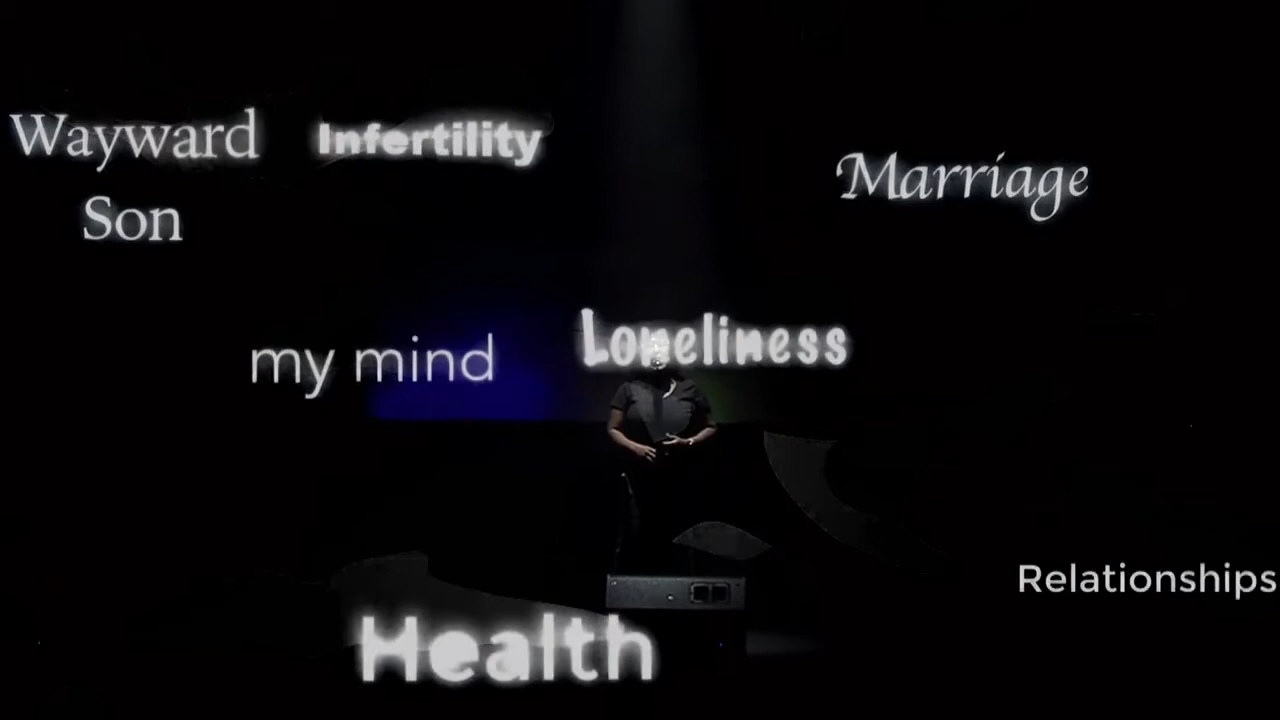 Wayward
Son
Infertility
Marriage
my mind
Loneliness
Relationships
Health